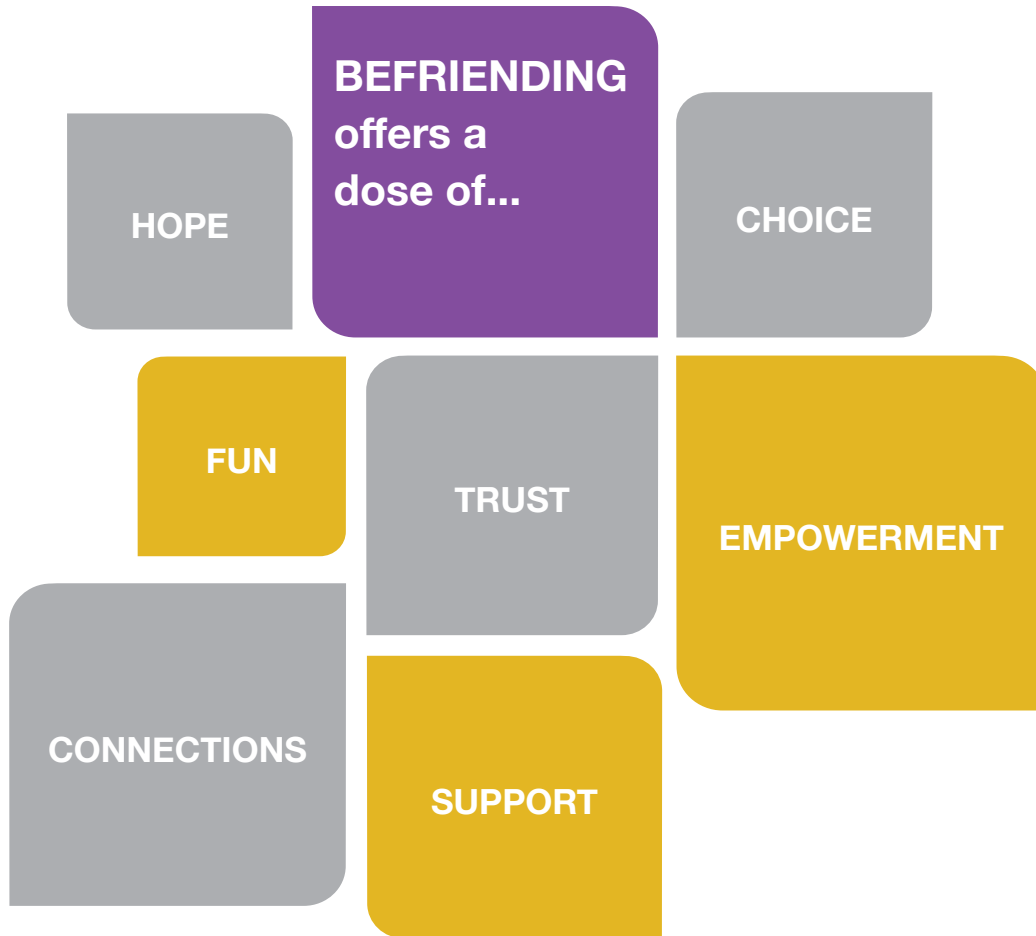 BEFRIENDING
offers a
dose of...
HOPE
CHOICE
FUN
TRUST
EMPOWERMENT
CONNECTIONS
SUPPORT